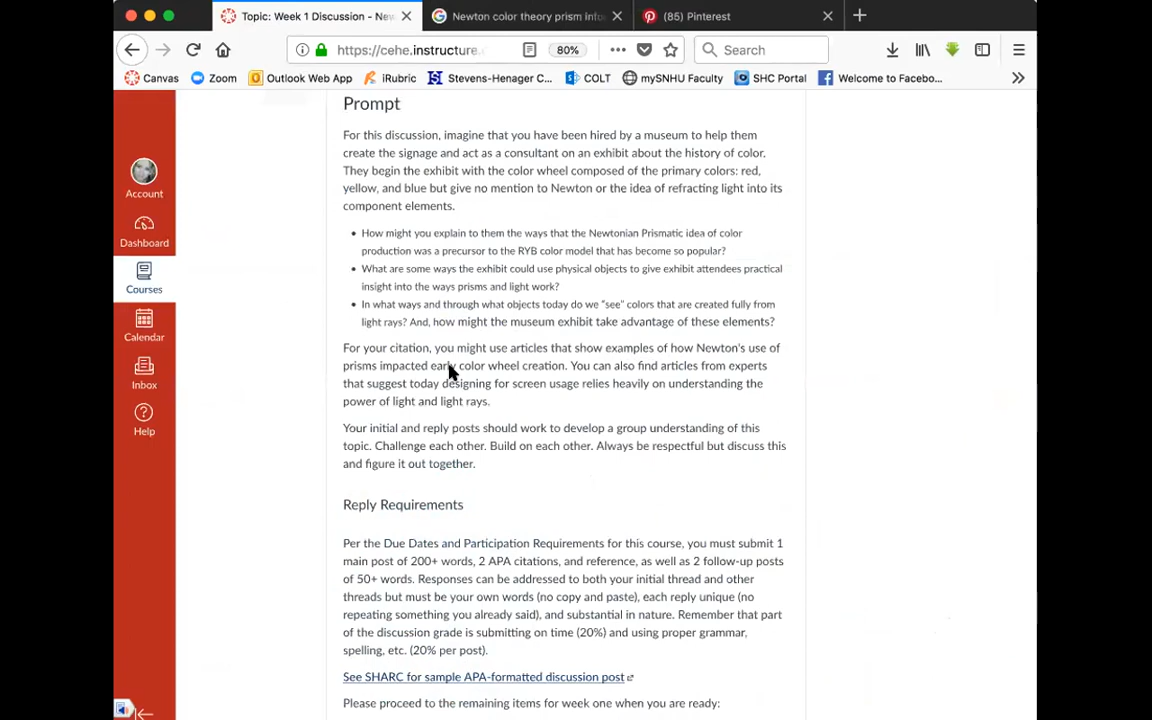 Topic: Week 1 Discussion - New
Newton color theory prism info
(85) Pinterest
https://cehe.instructure.
80%
Search
Canvas
Zoom
Outlook Web App
iRubric
Stevens-Henager C...
COLT
mySNHU Faculty
SHC Portal
Welcome to Facebo...
Account
Dashboard
Courses
Calendar
Inbox
Help
Prompt
For this discussion, imagine that you have been hired by a museum to help them
create the signage and act as a consultant on an exhibit about the history of color.
They begin the exhibit with the color wheel composed of the primary colors: red,
yellow, and blue but give no mention to Newton or the idea of refracting light into its
component elements.
• How might you explain to them the ways that the Newtonian Prismatic idea of color
production was a precursor to the RYB color model that has become so popular?
• What are some ways the exhibit could use physical objects to give exhibit attendees practical
insight into the ways prisms and light work?
• In what ways and through what objects today do we "see" colors that are created fully from
light rays? And, how might the museum exhibit take advantage of these elements?
For your citation, you might use articles that show examples of how Newton's use of
prisms impacted early color wheel creation. You can also find articles from experts
that suggest today designing for screen usage relies heavily on understanding the
power of light and light rays.
Your initial and reply posts should work to develop a group understanding of this
topic. Challenge each other. Build on each other. Always be respectful but discuss this
and figure it out together.
Reply Requirements
Per the Due Dates and Participation Requirements for this course, you must submit 1
main post of 200+ words, 2 APA citations, and reference, as well as 2 follow-up posts
of 50+ words. Responses can be addressed to both your initial thread and other
threads but must be your own words (no copy and paste), each reply unique (no
repeating something you already said), and substantial in nature. Remember that part
of the discussion grade is submitting on time (20%) and using proper grammar,
spelling, etc. (20% per post).
See SHARC for sample APA-formatted discussion post
Please proceed to the remaining items for week one when you are ready: